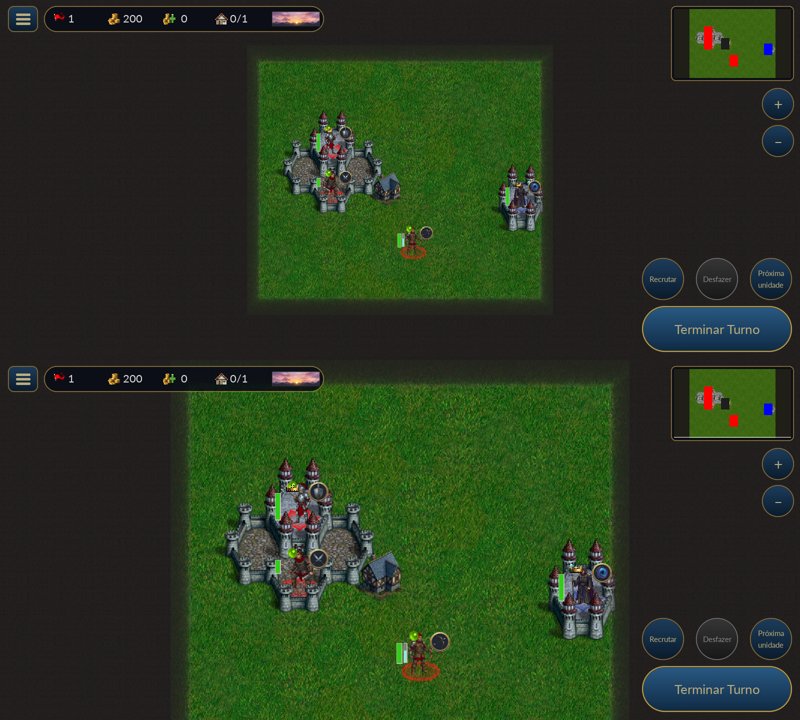 1 200 0 0/1
+
−
Recrutar Desfazer Próxima
unidade
Terminar Turno
1 200 0 0/1
+
−
Recrutar Desfazer Próxima
unidade
Terminar Turno